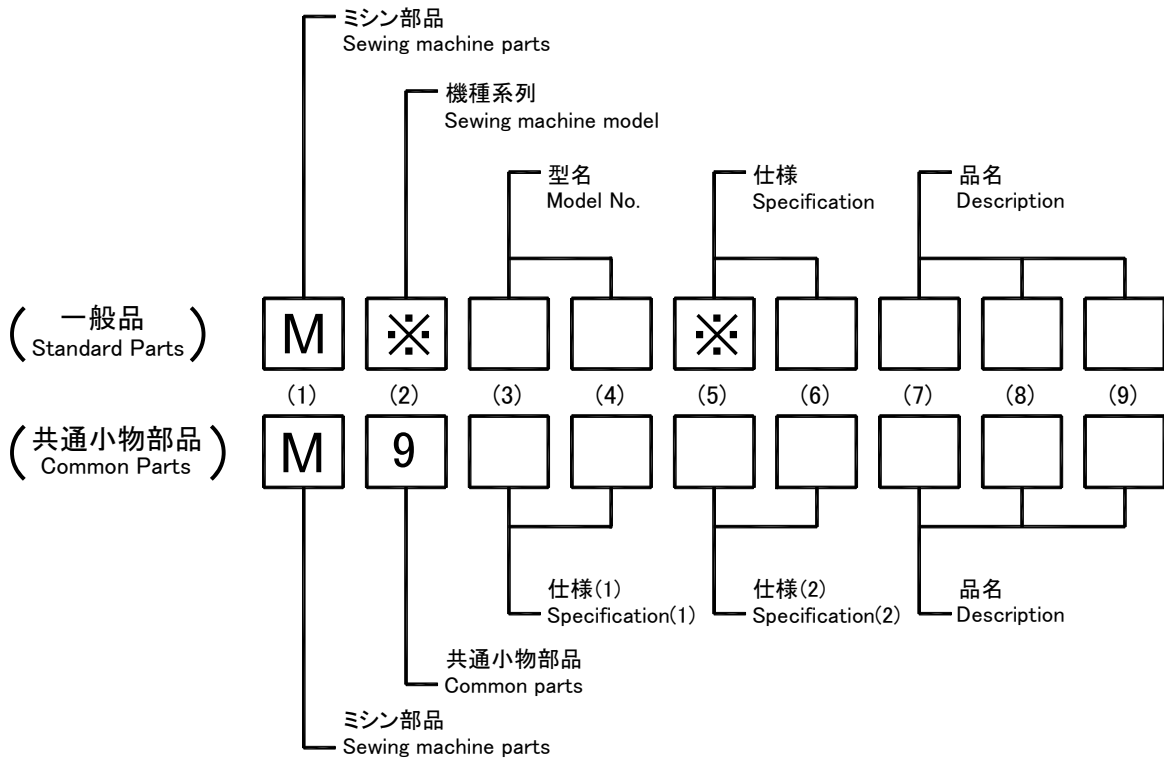 ミシン部品
Sewing machine parts
機種系列
Sewing machine model
型名
Model No.
仕様
Specification
品名
Description
(一般品
Standard Parts)
M ※ ※
(1) (2) (3) (4) (5) (6) (7) (8) (9)
(共通小物部品
Common Parts)
M 9
仕様(1)
Specification(1)
仕様(2)
Specification(2)
品名
Description
共通小物部品
Common parts
ミシン部品
Sewing machine parts